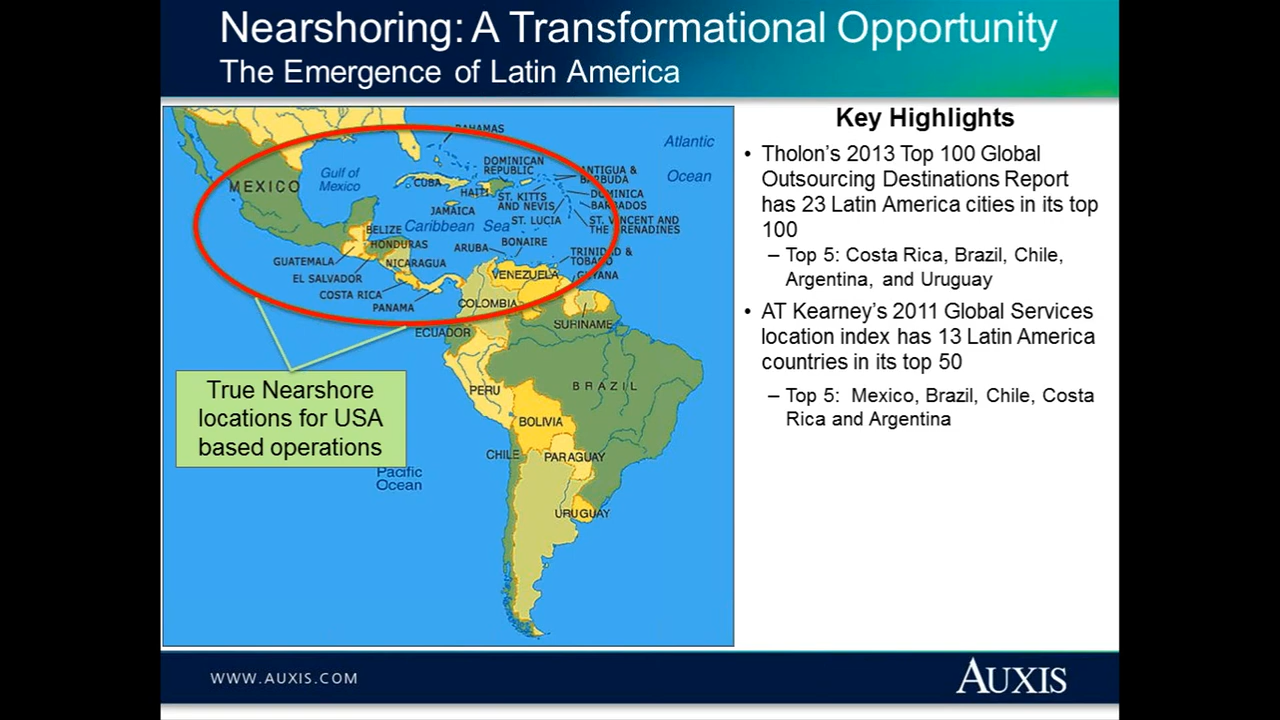 Nearshoring: A Transformational Opportunity
The Emergence of Latin America
BAHAMAS
Atlantic
Ocean
Gulf of
Mexico
MEXICO
CUBA
DOMINICAN
REPUBLIC
HAITI
JAMAICA
ANTIGUA &
BARBUDA
ST. KITTS
AND NEVIS
DOMINICA
BARBADOS
ST. LUCIA
ST. VINCENT AND
THE GRENADINES
BELIZE
Caribbean Sea
HONDURAS
ARUBA
BONAIRE
GUATEMALA
NICARAGUA
TRINIDAD &
TOBAGO
EL SALVADOR
VENEZUELA
GUYANA
COSTA RICA
PANAMA
COLOMBIA
SURINAME
ECUADOR
PERU
BRAZIL
BOLIVIA
CHILE
PARAGUAY
URUGUAY
Pacific
Ocean
True Nearshore
locations for USA
based operations
Key Highlights
• Tholon's 2013 Top 100 Global
Outsourcing Destinations Report
has 23 Latin America cities in its top
100
– Top 5: Costa Rica, Brazil, Chile,
Argentina, and Uruguay
• AT Kearney's 2011 Global Services
location index has 13 Latin America
countries in its top 50
– Top 5: Mexico, Brazil, Chile, Costa
Rica and Argentina
WWW.AUXIS.COM
AUXIS